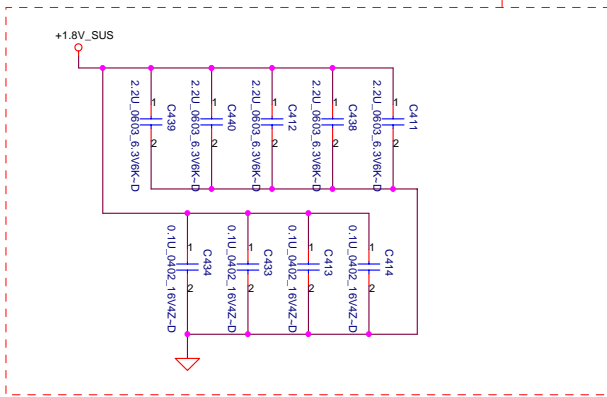 +1.8V_SUS
2.2U_0603_6.3V6K~D
1
2
C439
2.2U_0603_6.3V6K~D
1
2
C440
2.2U_0603_6.3V6K~D
1
2
C412
2.2U_0603_6.3V6K~D
1
2
C438
2.2U_0603_6.3V6K~D
1
2
C411
0.1U_0402_16V4Z~D
1
2
C434
0.1U_0402_16V4Z~D
1
2
C433
0.1U_0402_16V4Z~D
1
2
C413
0.1U_0402_16V4Z~D
1
2
C414